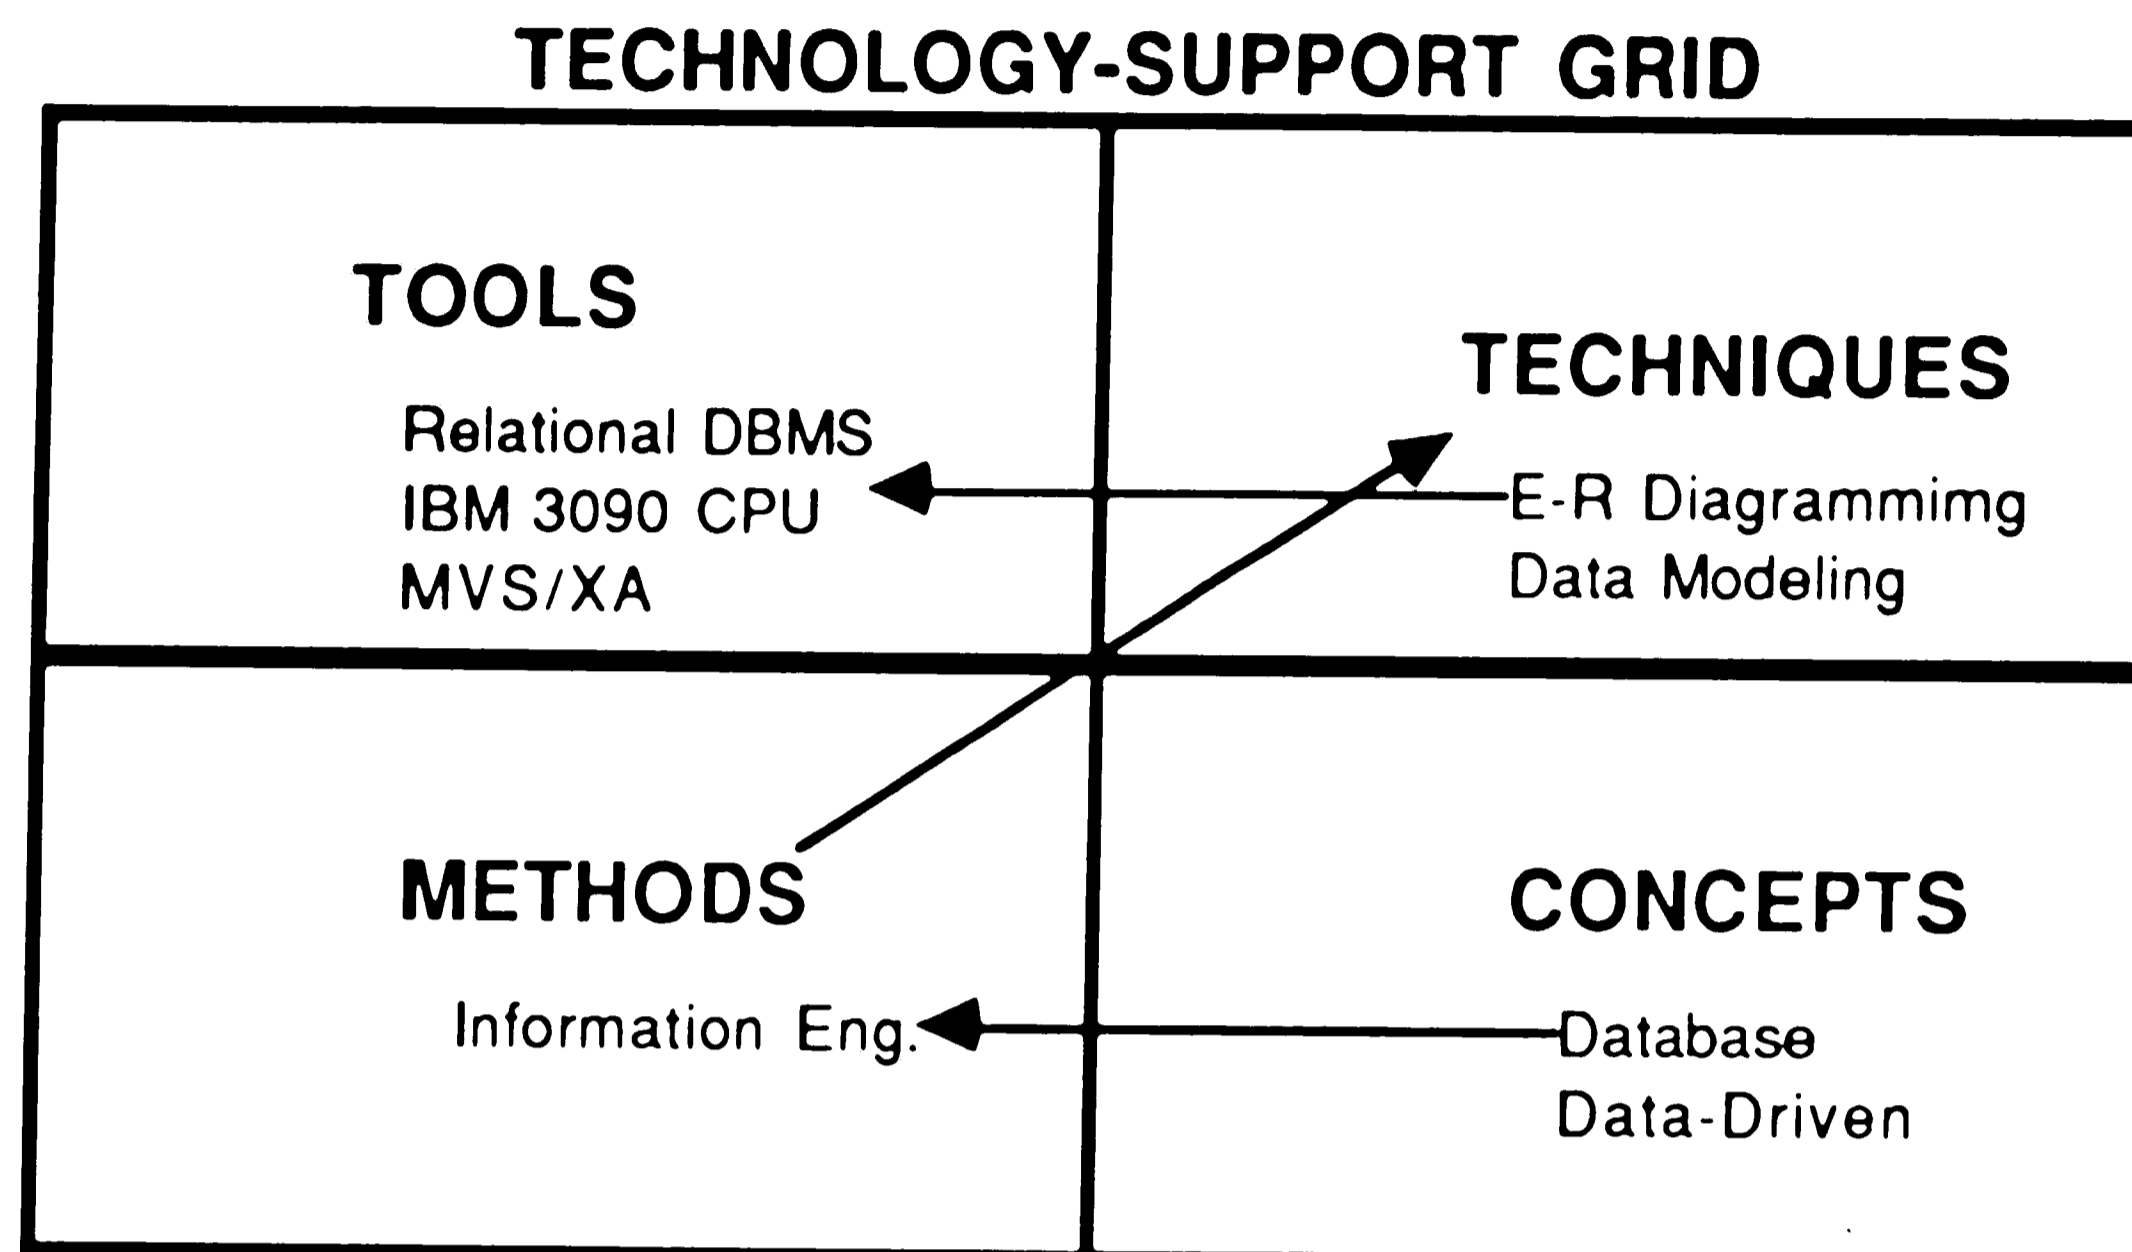 TECHNOLOGY-SUPPORT GRID
TOOLS
Relational DBMS
IBM 3090 CPU
MVS/XA
TECHNIQUES
E-R Diagrammimg
Data Modeling
METHODS
Information Eng.
CONCEPTS
Database
Data-Driven